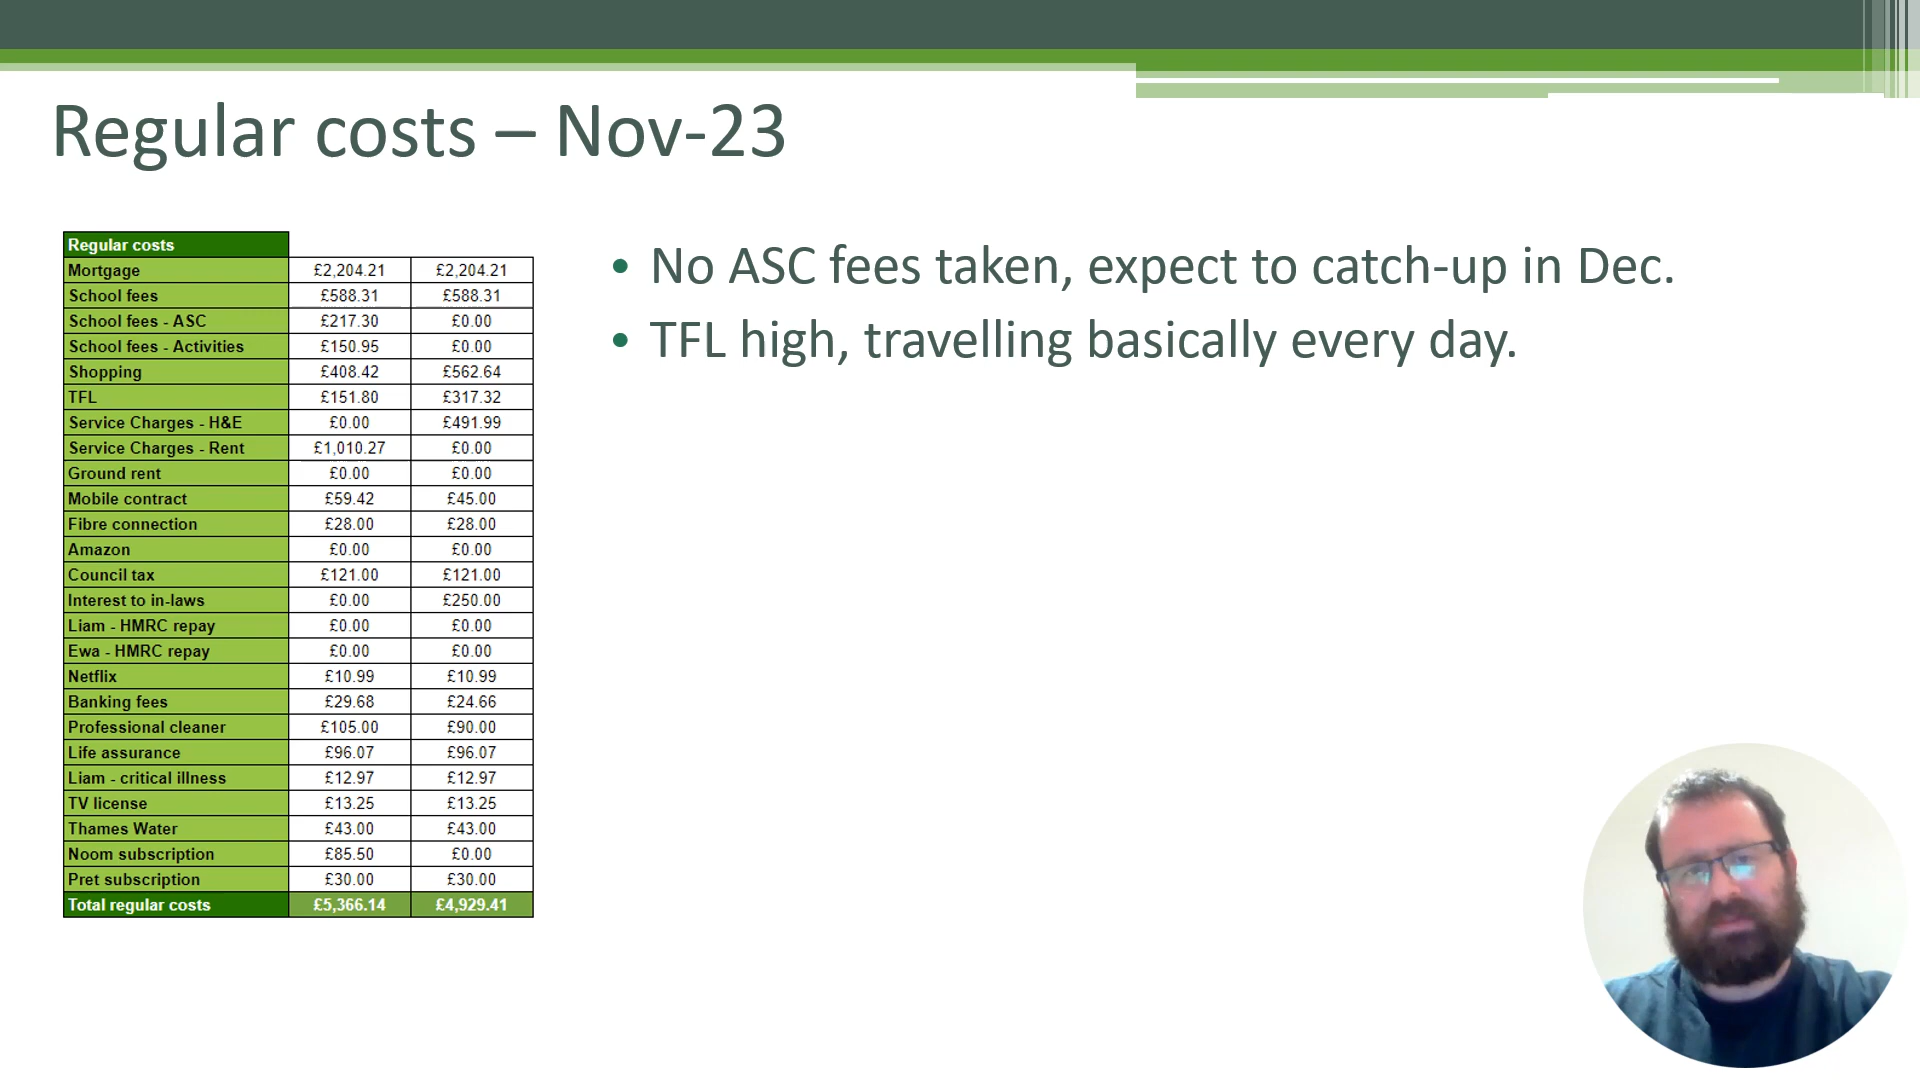 Regular costs – Nov-23
Regular costs
Mortgage £2,204.21 £2,204.21
School fees £588.31 £588.31
School fees - ASC £217.30 £0.00
School fees - Activities £150.95 £0.00
Shopping £408.42 £562.64
TFL £151.80 £317.32
Service Charges - H&E £0.00 £491.99
Service Charges - Rent £1,010.27 £0.00
Ground rent £0.00 £0.00
Mobile contract £59.42 £45.00
Fibre connection £28.00 £28.00
Amazon £0.00 £0.00
Council tax £121.00 £121.00
Interest to in-laws £0.00 £250.00
Liam - HMRC repay £0.00 £0.00
Ewa - HMRC repay £0.00 £0.00
Netflix £10.99 £10.99
Banking fees £29.68 £24.66
Professional cleaner £105.00 £90.00
Life assurance £96.07 £96.07
Liam - critical illness £12.97 £12.97
TV license £13.25 £13.25
Thames Water £43.00 £43.00
Noom subscription £85.50 £0.00
Pret subscription £30.00 £30.00
Total regular costs £5,366.14 £4,929.41
• No ASC fees taken, expect to catch-up in Dec.
• TFL high, travelling basically every day.